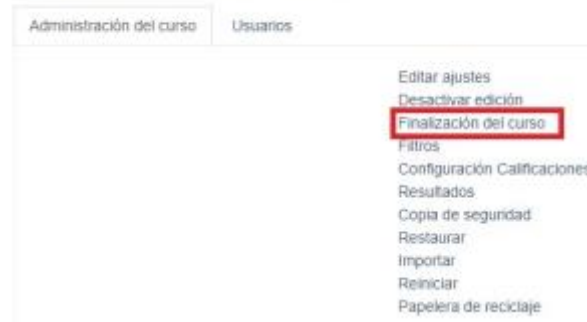 Administración del curso
Usuarios
Editar ajustes
Desactivar edición
Finalización del curso
Filtros
Configuración Calificaciones
Resultados
Copia de seguridad
Restaurar
Importar
Reiniciar
Papelera de reciclaje